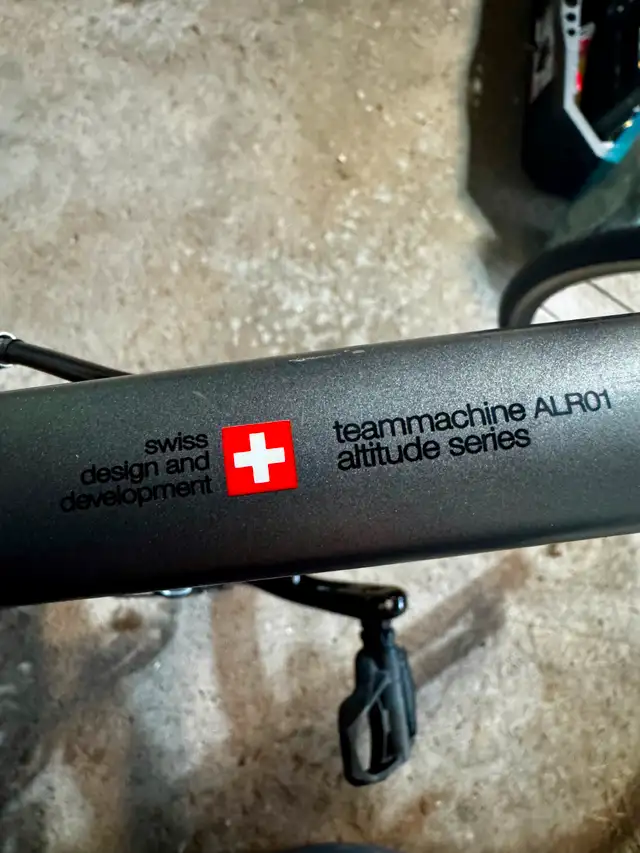 swiss
design and
development
teammachine ALR01
altitude series